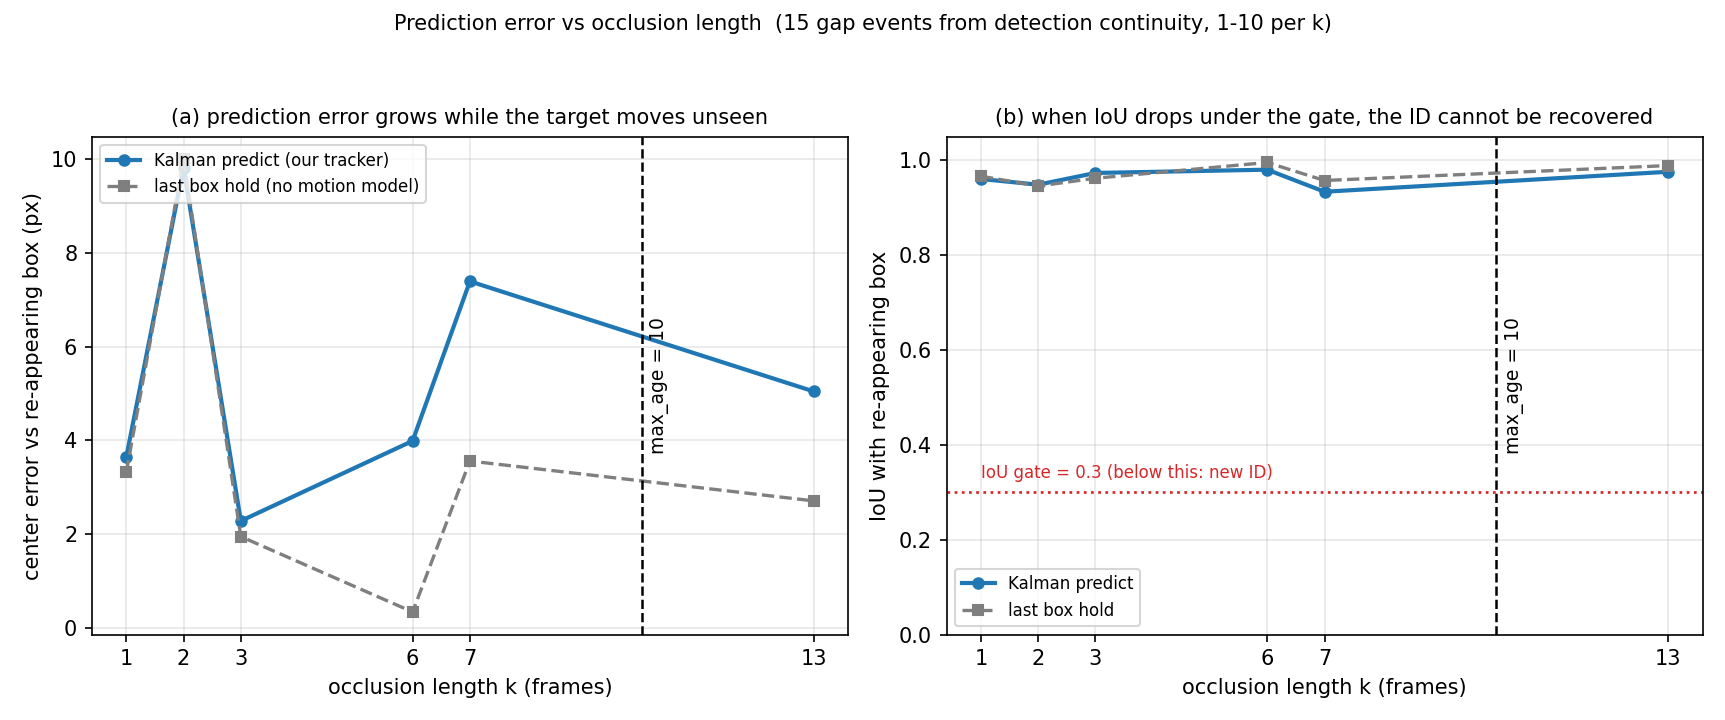 Prediction error vs occlusion length  (15 gap events from detection continuity, 1-10 per k)
(a) prediction error grows while the target moves unseen
Kalman predict (our tracker)
last box hold (no motion model)
center error vs re-appearing box (px)
10
8
6
4
2
0
max_age = 10
1 2 3 6 7 13
occlusion length k (frames)
(b) when IoU drops under the gate, the ID cannot be recovered
IoU with re-appearing box
1.0
0.8
0.6
0.4
0.2
0.0
max_age = 10
IoU gate = 0.3 (below this: new ID)
Kalman predict
last box hold
1 2 3 6 7 13
occlusion length k (frames)